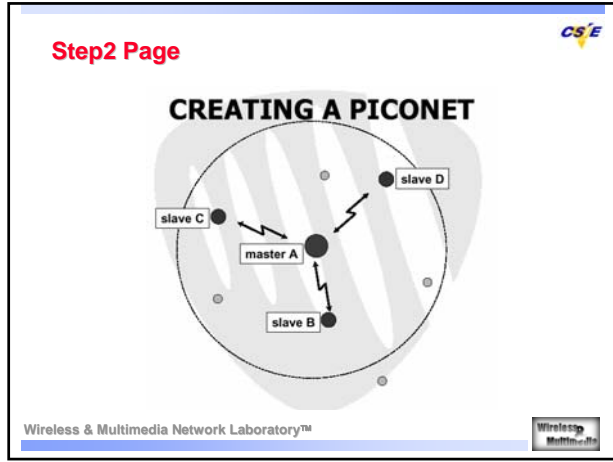 CS/E
Step2 Page
CREATING A PICONET
slave D
slave C
master A
slave B
Wireless & Multimedia Network Laboratory™
Wireless
Multimedia